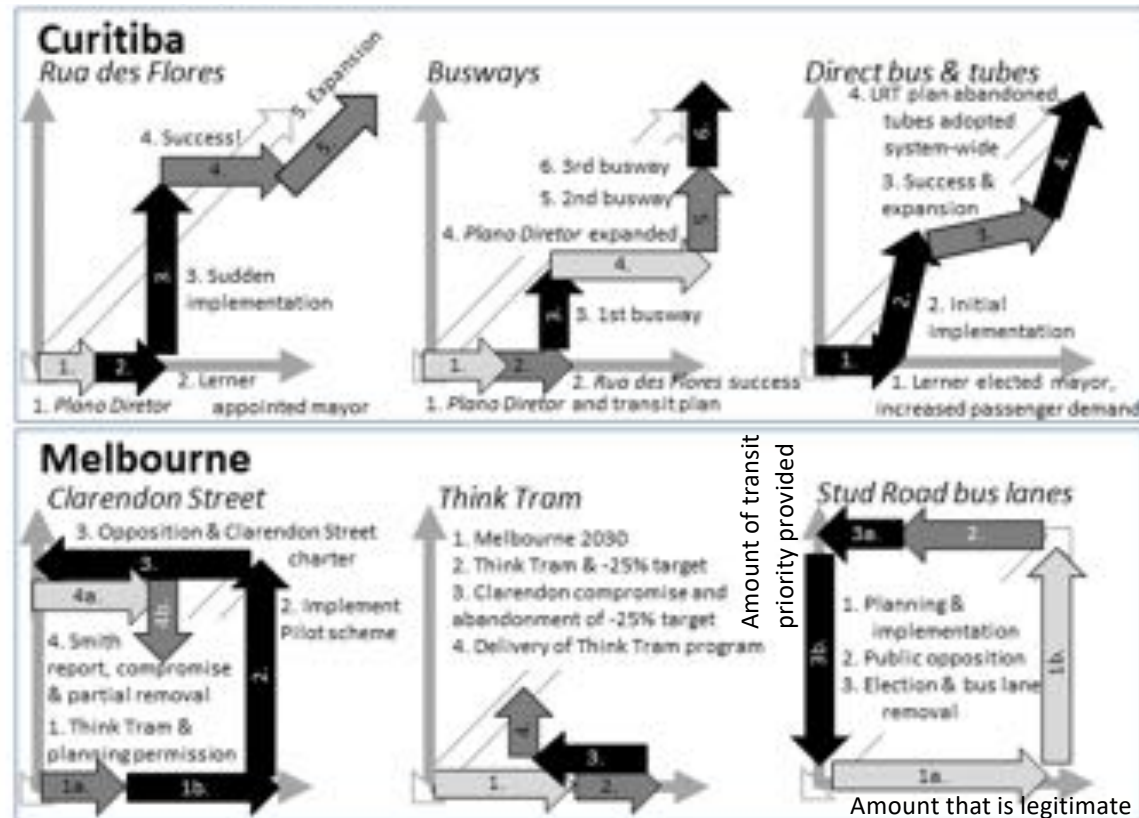 Curitiba
Rua des Flores
5. Expansion
4. Success!
4.
5.
3.
3. Sudden
implementation
1.
2.
2. Lerner
1. Plano Diretor
appointed mayor
Busways
6.
6. 3rd busway
5. 2nd busway
5.
4. Plano Diretor expanded
4.
3.
3. 1st busway
1.
2.
2. Rua des Flores success
1. Plano Diretor and transit plan
Direct bus & tubes
4. LRT plan abandoned
tubes adopted
system-wide
4.
3. Success &
expansion
3.
2.
2. Initial
implementation
1.
1. Lerner elected mayor,
increased passenger demand
Melbourne
Clarendon Street
3. Opposition & Clarendon Street
charter
3.
4a.
4b.
2. Implement
Pilot scheme
2.
4. Smith
report, compromise
& partial removal
1. Think Tram &
planning permission
1a.
1b.
Think Tram
1. Melbourne 2030
2. Think Tram & -25% target
3. Clarendon compromise and
abandonment of -25% target
4. Delivery of Think Tram program
4.
3.
1.
2.
Amount of transit
priority provided
Stud Road bus lanes
3a.
2.
3b.
1. Planning &
implementation
2. Public opposition
3. Election & bus lane
removal
1b.
1a.
Amount that is legitimate